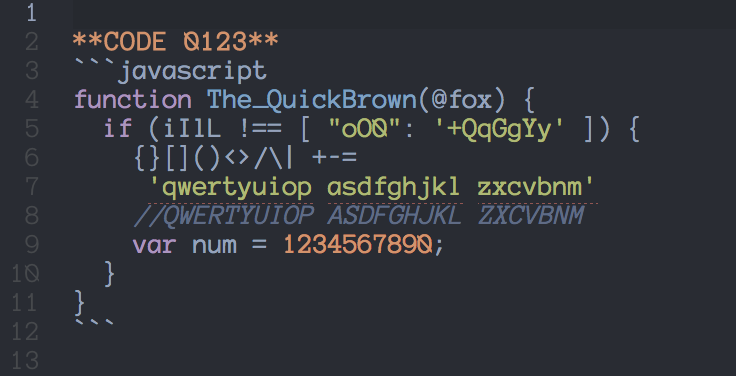 1
2 **CODE 0123**
3 ```javascript
4 function The_QuickBrown(@fox) {
5   if (iIlL !== [ "oO0": '+QqGgYy' ]) {
6     {}[]()<>/\| +-=
7      'qwertyuiop asdfghjkl zxcvbnm'
8     //QWERTYUIOP ASDFGHJKL ZXCVBNM
9     var num = 1234567890;
10   }
11 }
12 ```
13